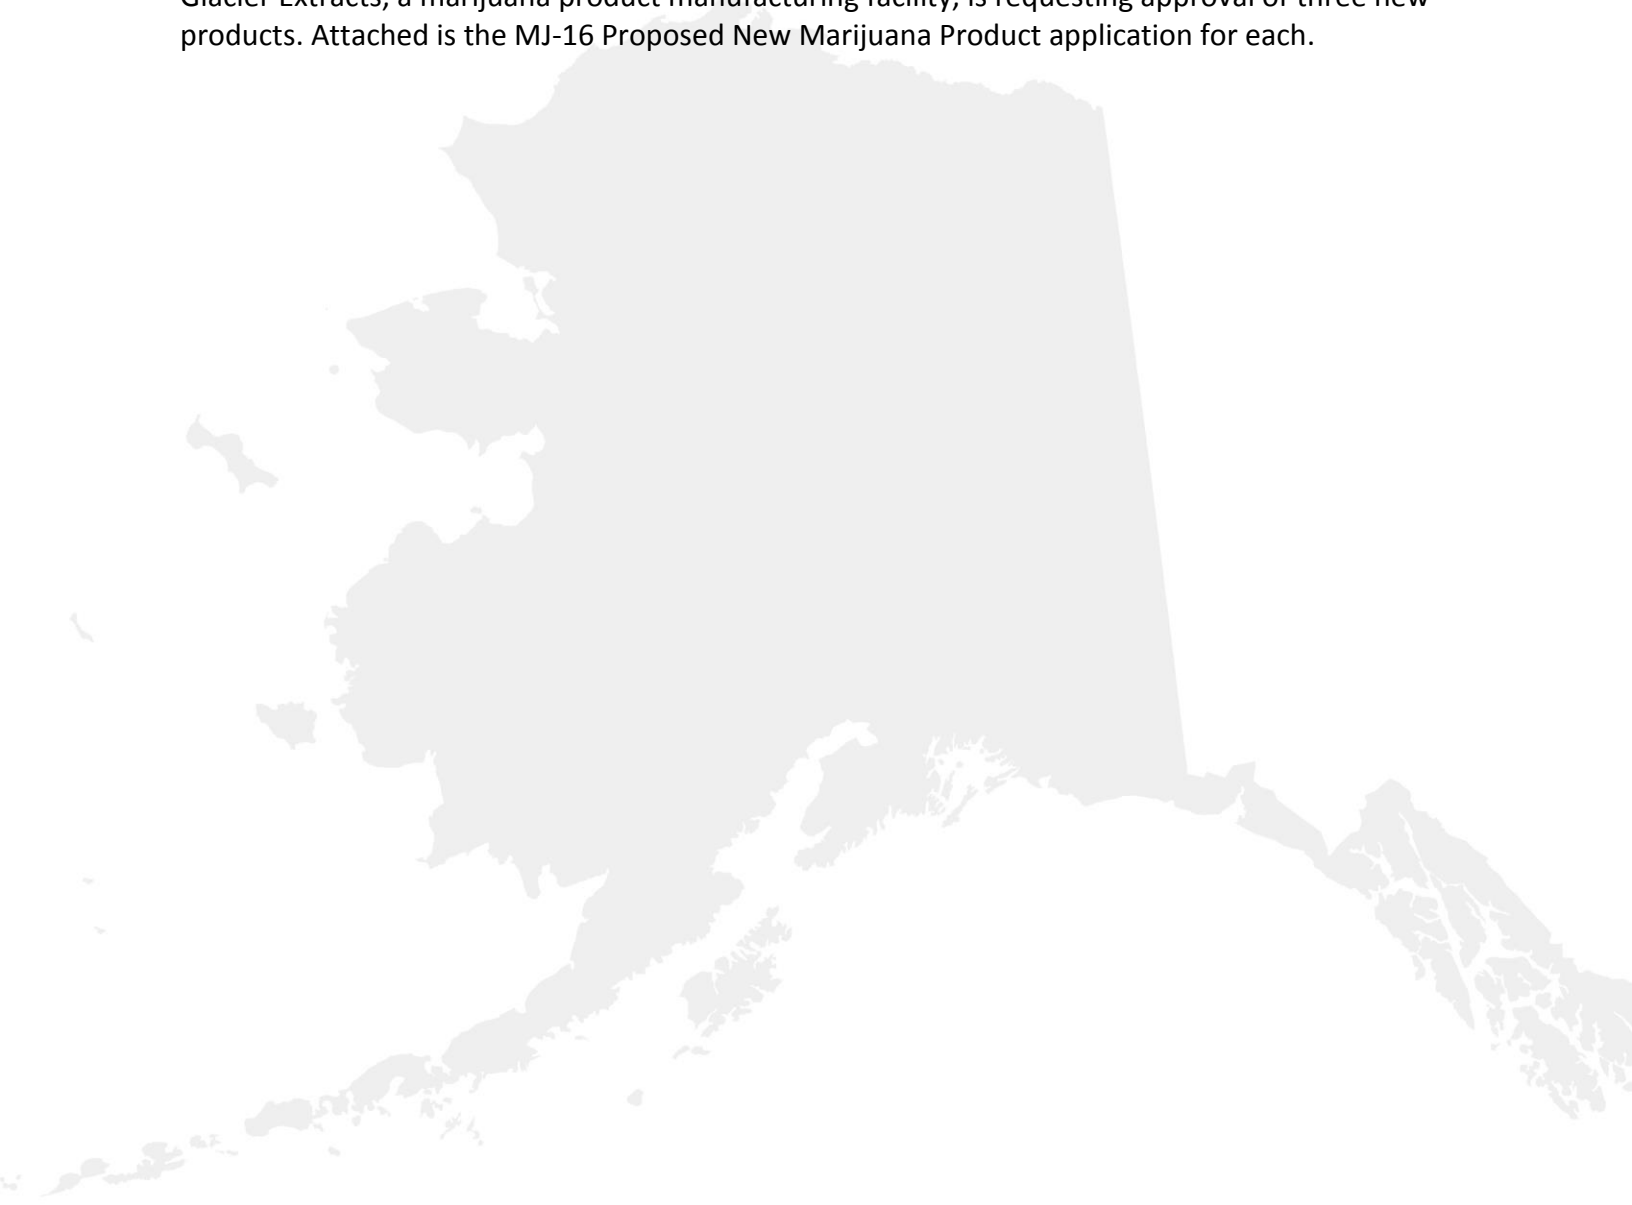 Glacier Extracts, a marijuana product manufacturing facility, is requesting approval of three new
products. Attached is the MJ-16 Proposed New Marijuana Product application for each.